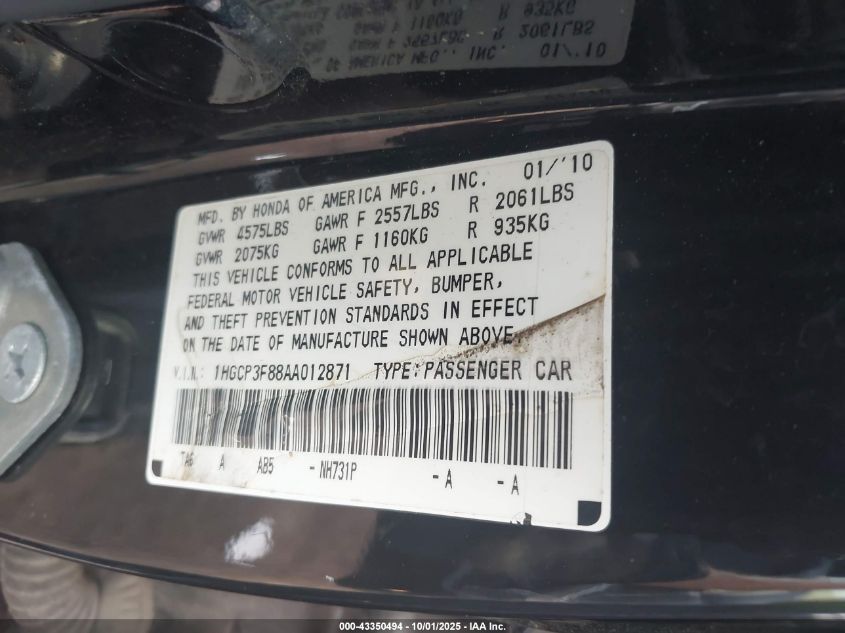 MFD. BY HONDA OF AMERICA MFG., INC. 01/'10
GVWR 4575LBS GAWR F 2557LBS R 2061LBS
GVWR 2075KG GAWR F 1160KG R 935KG
THIS VEHICLE CONFORMS TO ALL APPLICABLE
FEDERAL MOTOR VEHICLE SAFETY, BUMPER,
AND THEFT PREVENTION STANDARDS IN EFFECT
ON THE DATE OF MANUFACTURE SHOWN ABOVE.
V.I.N.: 1HGCP3F88AA012871 TYPE:PASSENGER CAR
TA6 A AB5 - NH731P - A - A
000-43350494 - 10/01/2025 - IAA Inc.